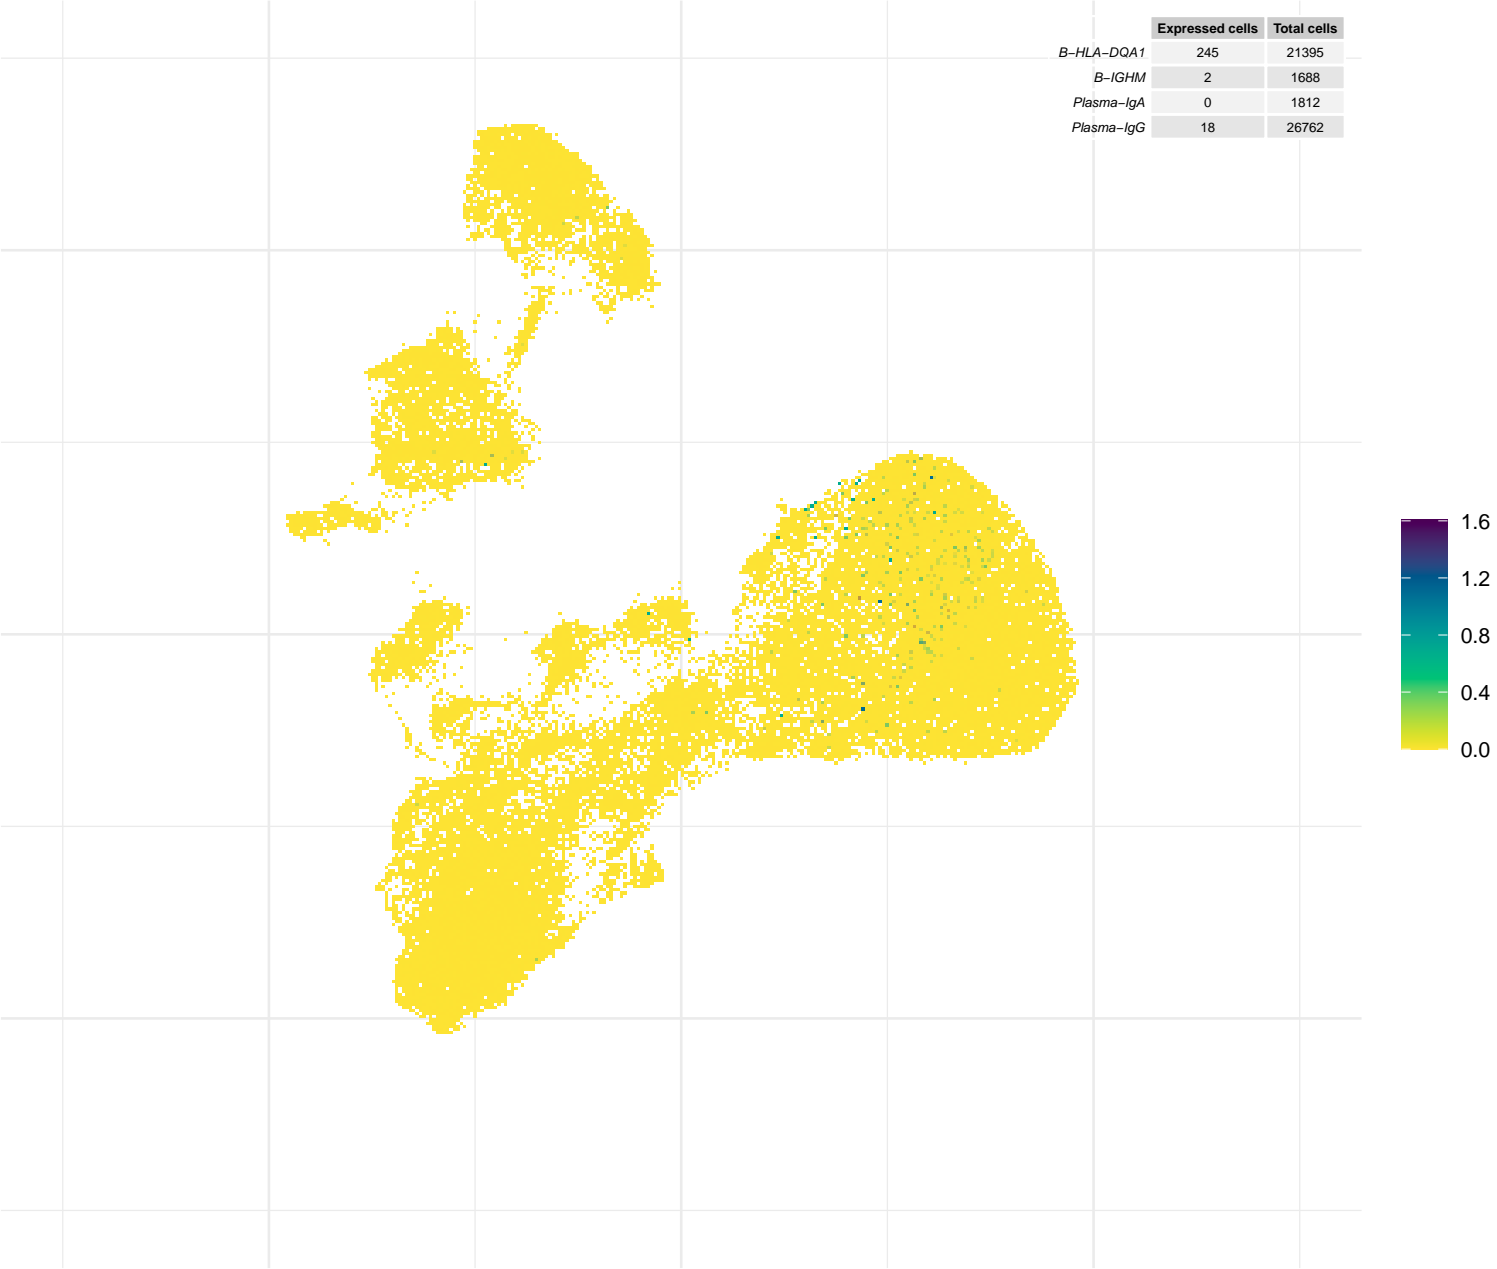 Expressed cells Total cells
B−HLA−DQA1 245 21395
B−IGHM 2 1688
Plasma−IgA 0 1812
Plasma−IgG 18 26762
1.6
1.2
0.8
0.4
0.0